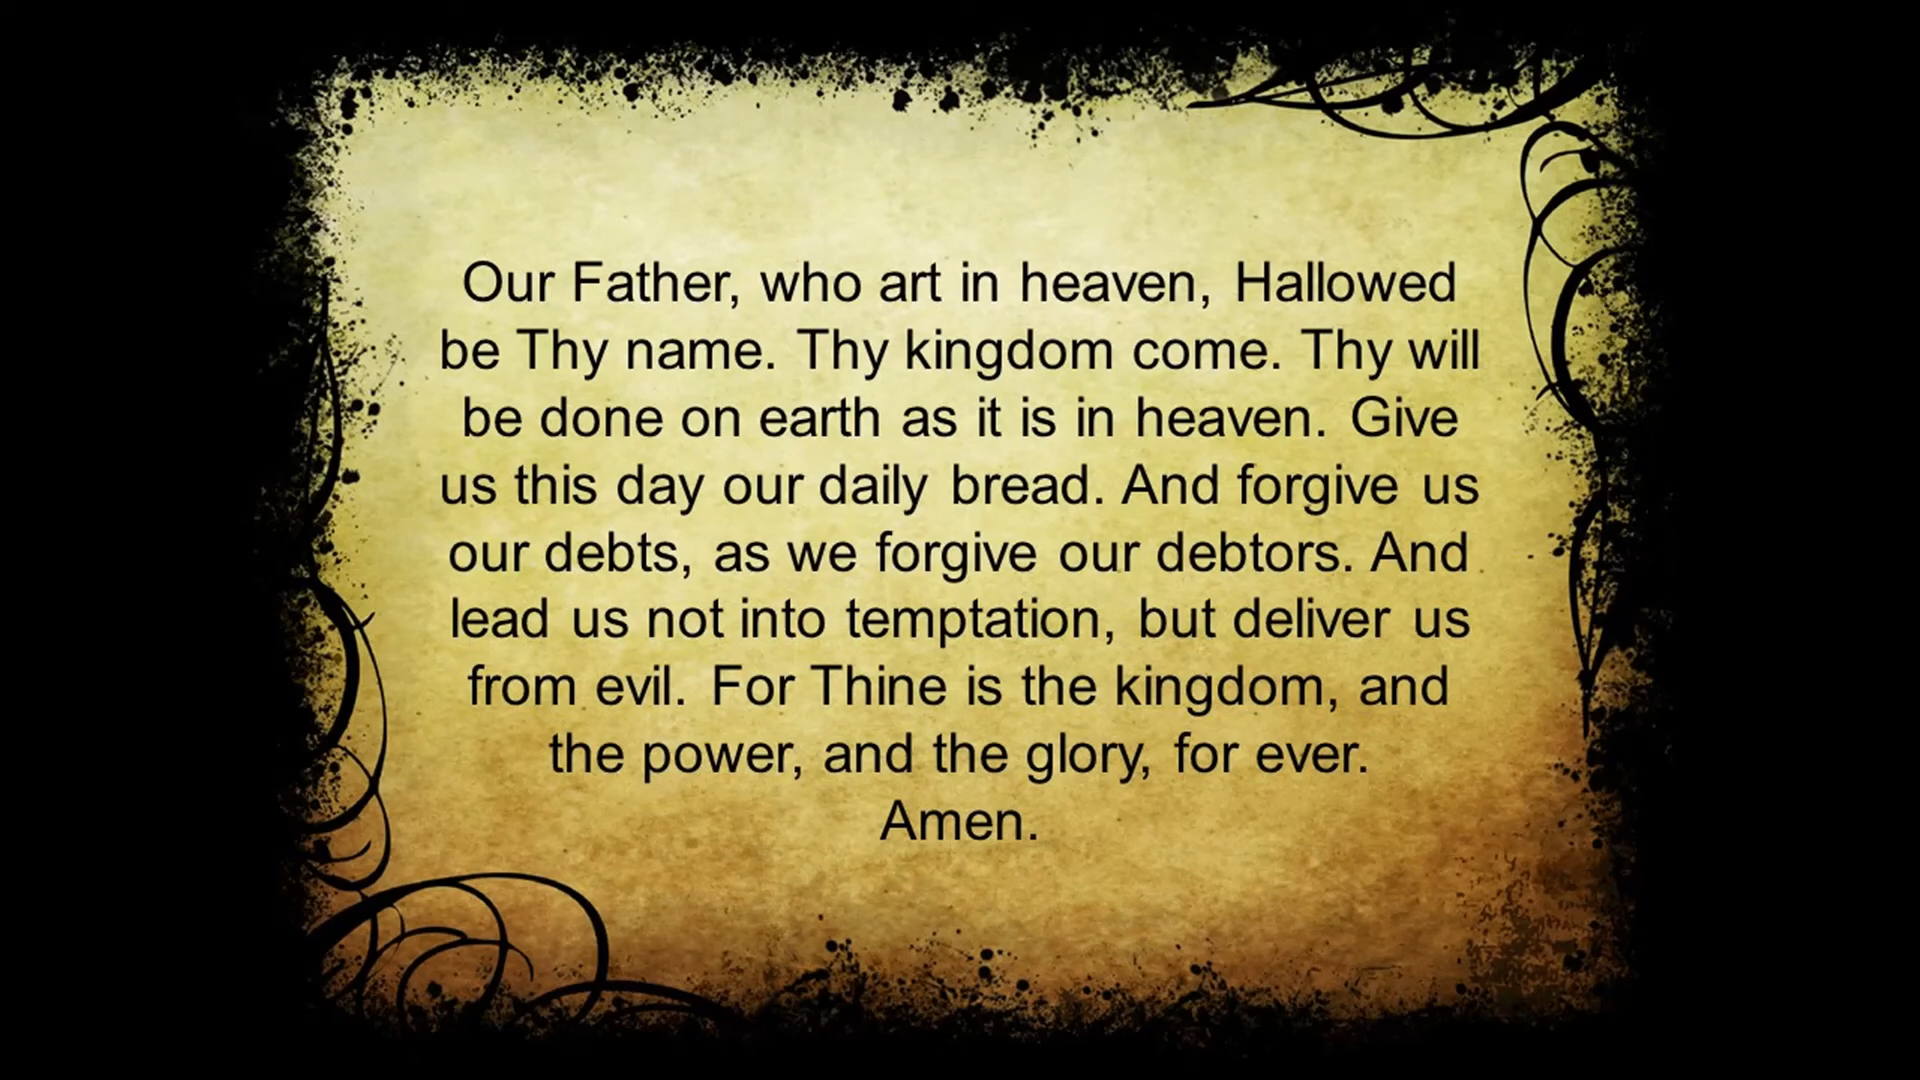 Our Father, who art in heaven, Hallowed
be Thy name. Thy kingdom come. Thy will
be done on earth as it is in heaven. Give
us this day our daily bread. And forgive us
our debts, as we forgive our debtors. And
lead us not into temptation, but deliver us
from evil. For Thine is the kingdom, and
the power, and the glory, for ever.
Amen.